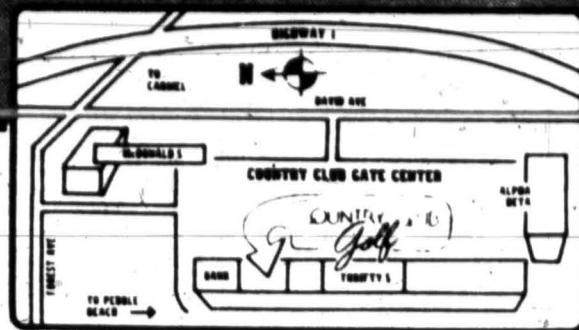 HIGHWAY 1
N
TO
CARMEL
DAVID AVE
McDONALD'S
COUNTRY CLUB GATE CENTER
ALPHA
BETA
Golf
BANK
THRIFTY'S
FOREST AVE
TO PEBBLE
BEACH